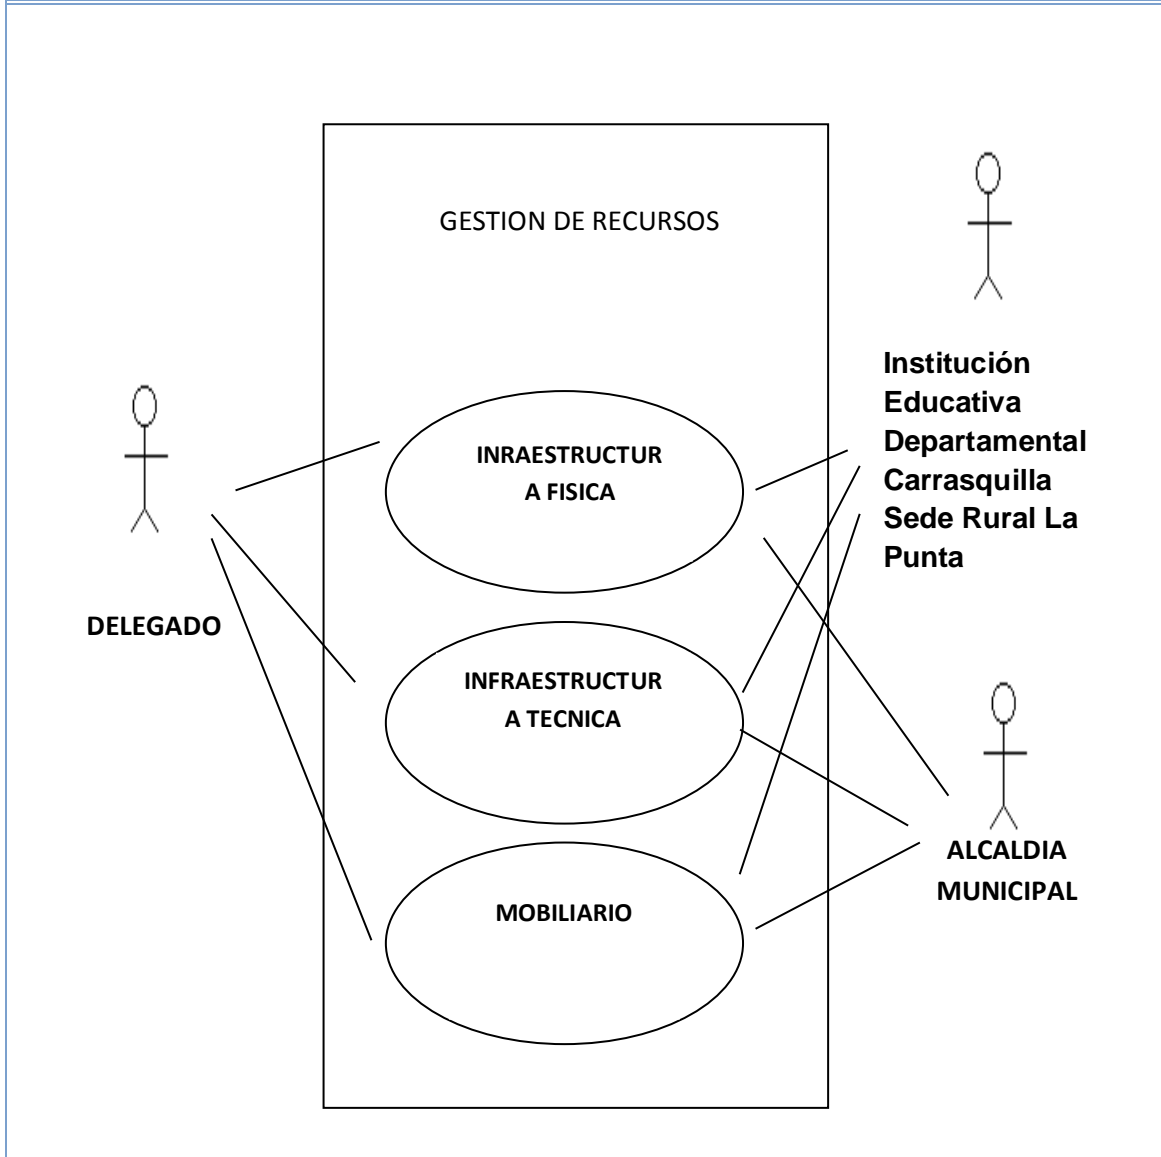 GESTION DE RECURSOS
Institución
Educativa
Departamental
Carrasquilla
Sede Rural La
Punta
INRAESTRUCTUR
A FISICA
DELEGADO
INFRAESTRUCTUR
A TECNICA
ALCALDIA
MUNICIPAL
MOBILIARIO